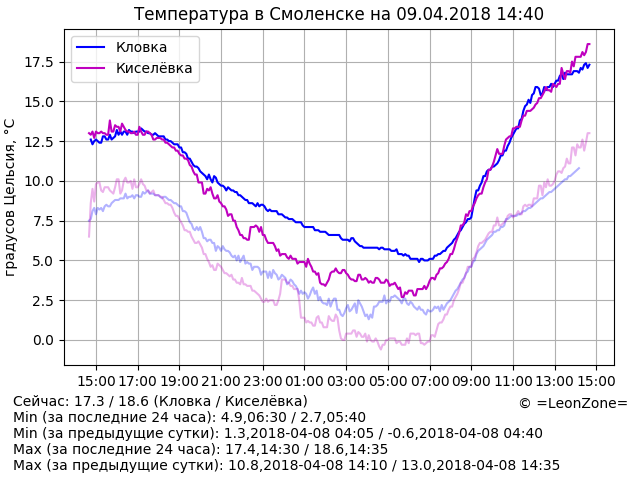 Температура в Смоленске на 09.04.2018 14:40
Кловка
Киселёвка
градусов Цельсия, °C
17.5
15.0
12.5
10.0
7.5
5.0
2.5
0.0
15:00 17:00 19:00 21:00 23:00 01:00 03:00 05:00 07:00 09:00 11:00 13:00 15:00
Сейчас: 17.3 / 18.6 (Кловка / Киселёвка)
© =LeonZone=
Min (за последние 24 часа): 4.9,06:30 / 2.7,05:40
Min (за предыдущие сутки): 1.3,2018-04-08 04:05 / -0.6,2018-04-08 04:40
Max (за последние 24 часа): 17.4,14:30 / 18.6,14:35
Max (за предыдущие сутки): 10.8,2018-04-08 14:10 / 13.0,2018-04-08 14:35